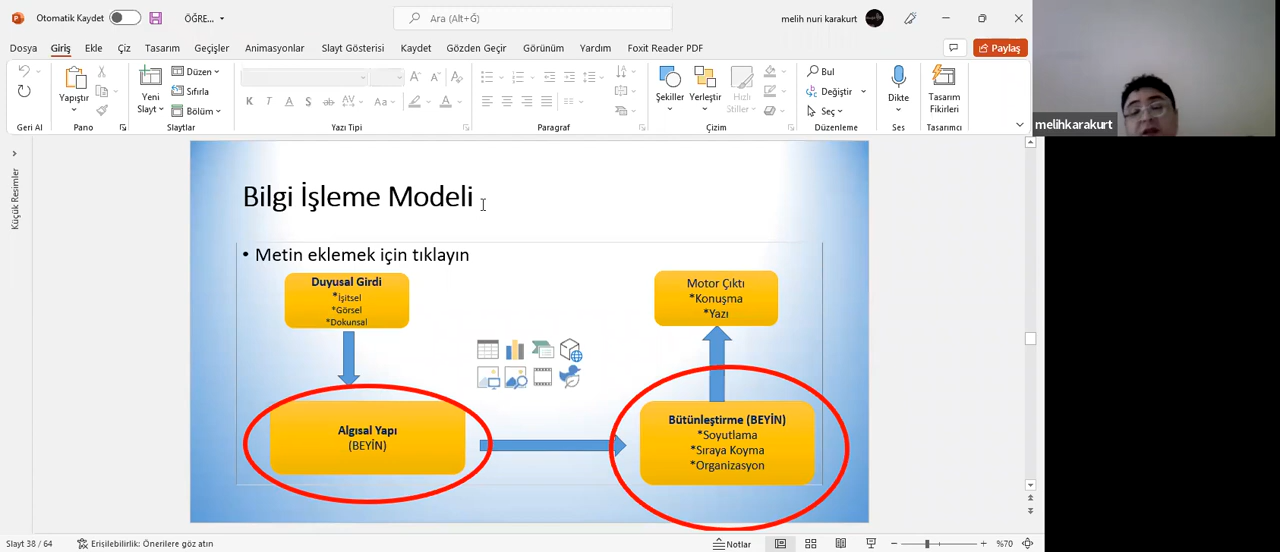 Otomatik Kaydet
ÖĞRE...
Ara (Alt+Ğ)
melih nuri karakurt
Dosya Giriş Ekle Çiz Tasarım Geçişler Animasyonlar Slayt Gösterisi Kaydet Gözden Geçir Görünüm Yardım Foxit Reader PDF
Paylaş
Yapıştır
Yeni
Slayt
Düzen
Sıfırla
Bölüm
K T A S ab AV Aa
Şekiller
Yerleştir
Hızlı
Stiller
Bul
Değiştir
Seç
Dikte
Tasarım
Fikirleri
Geri Al Pano Slaytlar Yazı Tipi Paragraf Çizim Düzenleme Ses Tasarımcı
melihkarakurt
Küçük Resimler
Bilgi İşleme Modeli
• Metin eklemek için tıklayın
Duyusal Girdi
*İşitsel
*Görsel
*Dokunsal
Motor Çıktı
*Konuşma
*Yazı
Algısal Yapı
(BEYİN)
Bütünleştirme (BEYİN)
*Soyutlama
*Sıraya Koyma
*Organizasyon
Slayt 38 / 64
Erişilebilirlik: Önerilere göz atın
Notlar
%70